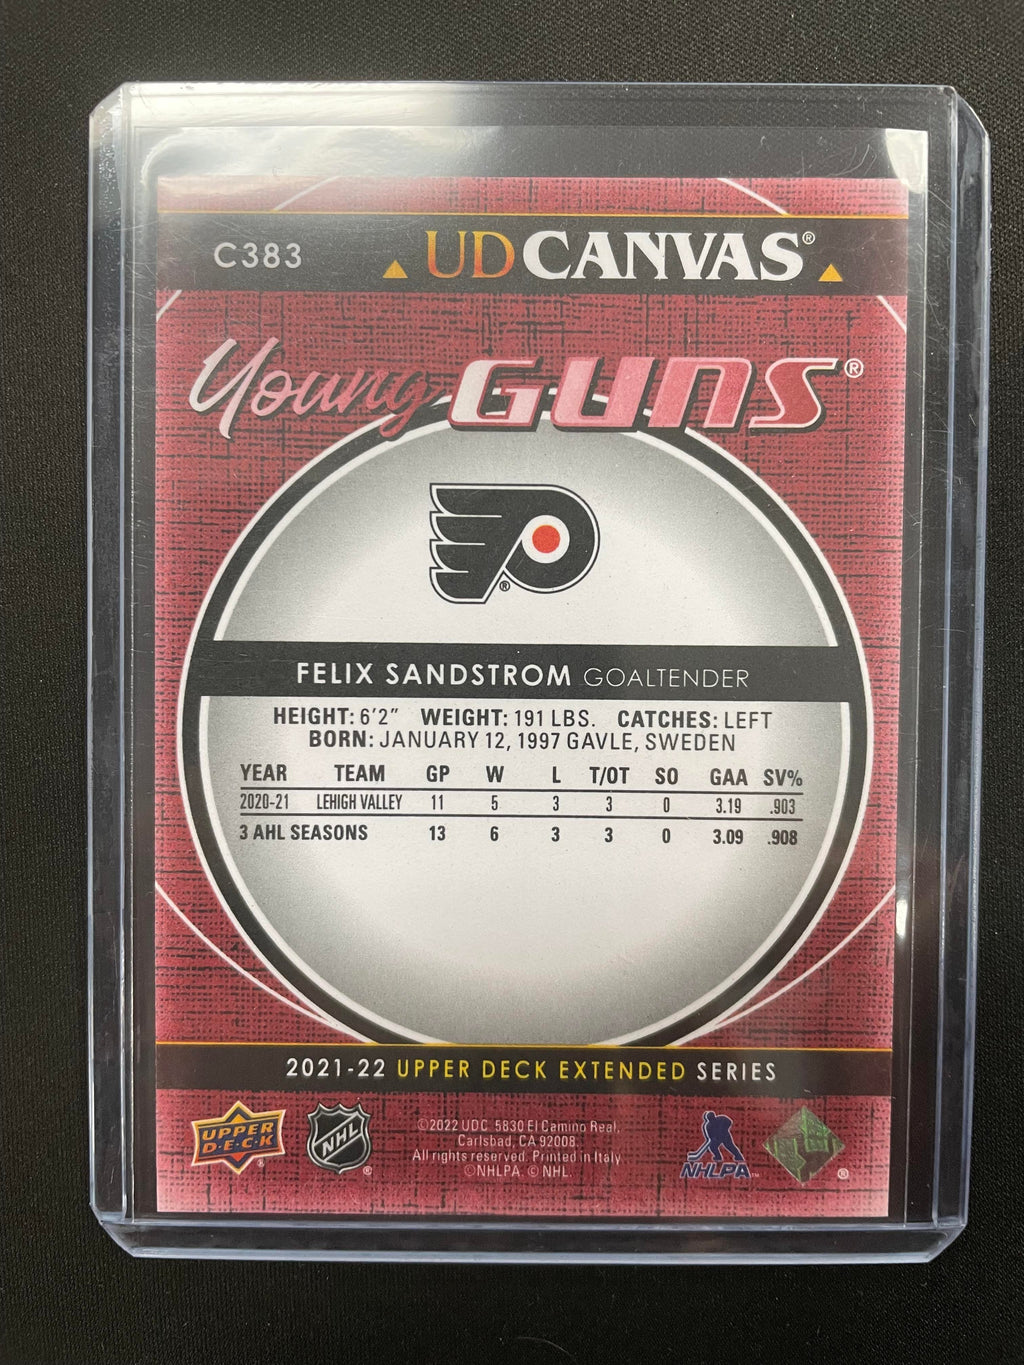 C383 UD CANVAS®
Young GUNS®
®
FELIX SANDSTROM GOALTENDER
HEIGHT: 6'2" WEIGHT: 191 LBS. CATCHES: LEFT
BORN: JANUARY 12, 1997 GAVLE, SWEDEN
YEAR TEAM GP W L T/OT SO GAA SV%
2020-21 LEHIGH VALLEY 11 5 3 3 0 3.19 .903
3 AHL SEASONS 13 6 3 3 0 3.09 .908
2021-22 UPPER DECK EXTENDED SERIES
UPPER
D·E·C·K
®
NHL
®
©2022 UDC 5830 El Camino Real,
Carlsbad, CA 92008.
All rights reserved. Printed in Italy
©NHLPA. © NHL.
NHLPA™
®